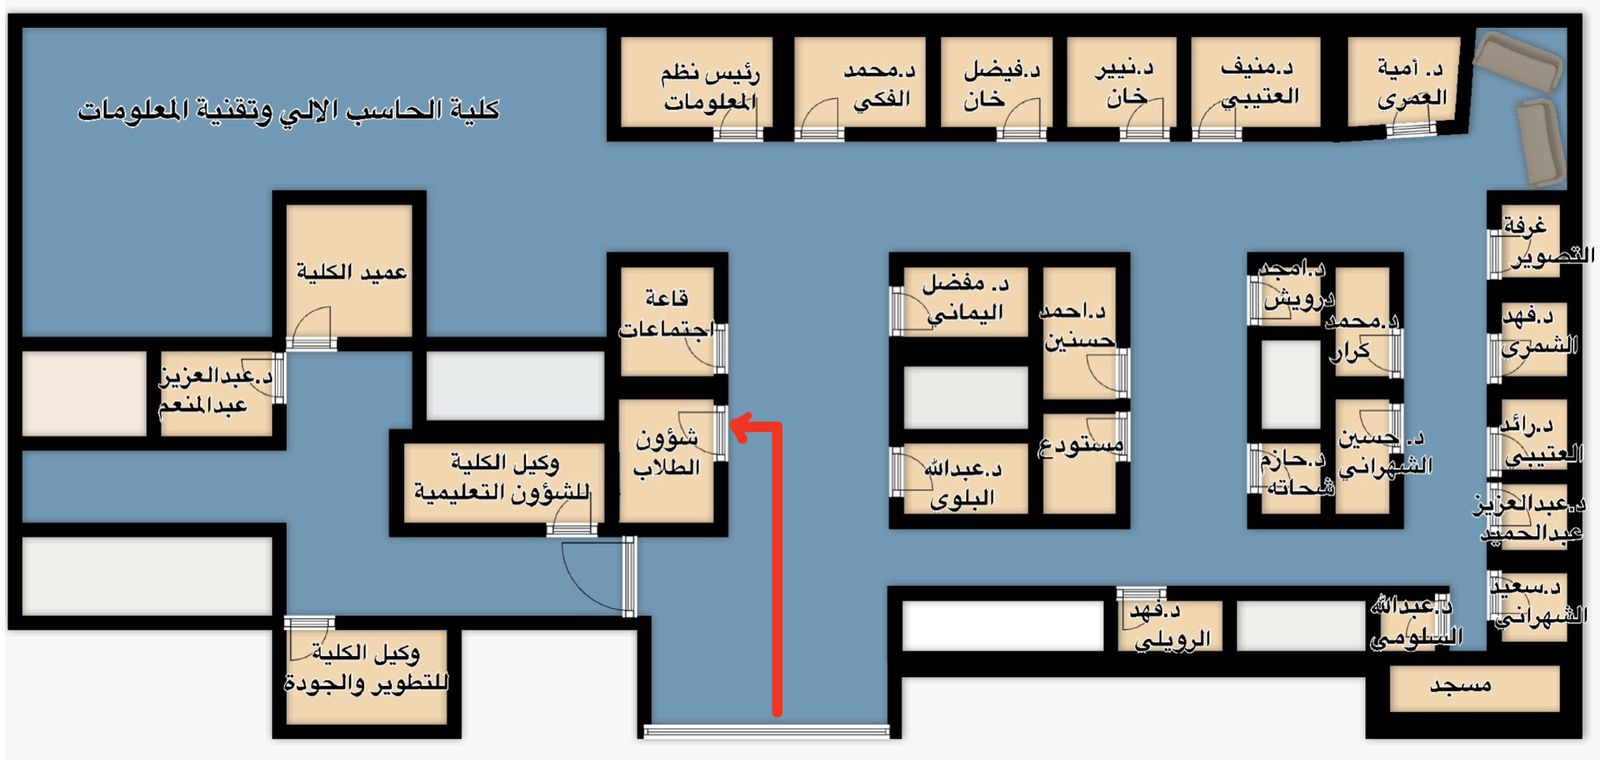 كلية الحاسب الالي وتقنية المعلومات
رئيس نظم
المعلومات
د.محمد
الفكي
د.فيضل
خان
د.نيير
خان
د.منيف
العتيبي
د. أمية
العمري
غرفة
التصوير
عميد الكلية
قاعة
اجتماعات
د. مفضل
اليماني
د.احمد
حسنين
د.امجد
درويش
د.محمد
كرار
د.فهد
الشمري
د.عبدالعزيز
عبدالمنعم
شؤون
الطلاب
وكيل الكلية
للشؤون التعليمية
د.عبدالله
البلوي
مستودع
د.حازم
شحاته
د. حسين
الشهراني
د.رائد
العتيبي
د.عبدالعزيز
عبدالحميد
د.سعيد
الشهراني
د.فهد
الرويلي
د.عبدالله
السلومي
وكيل الكلية
للتطوير والجودة
مسجد